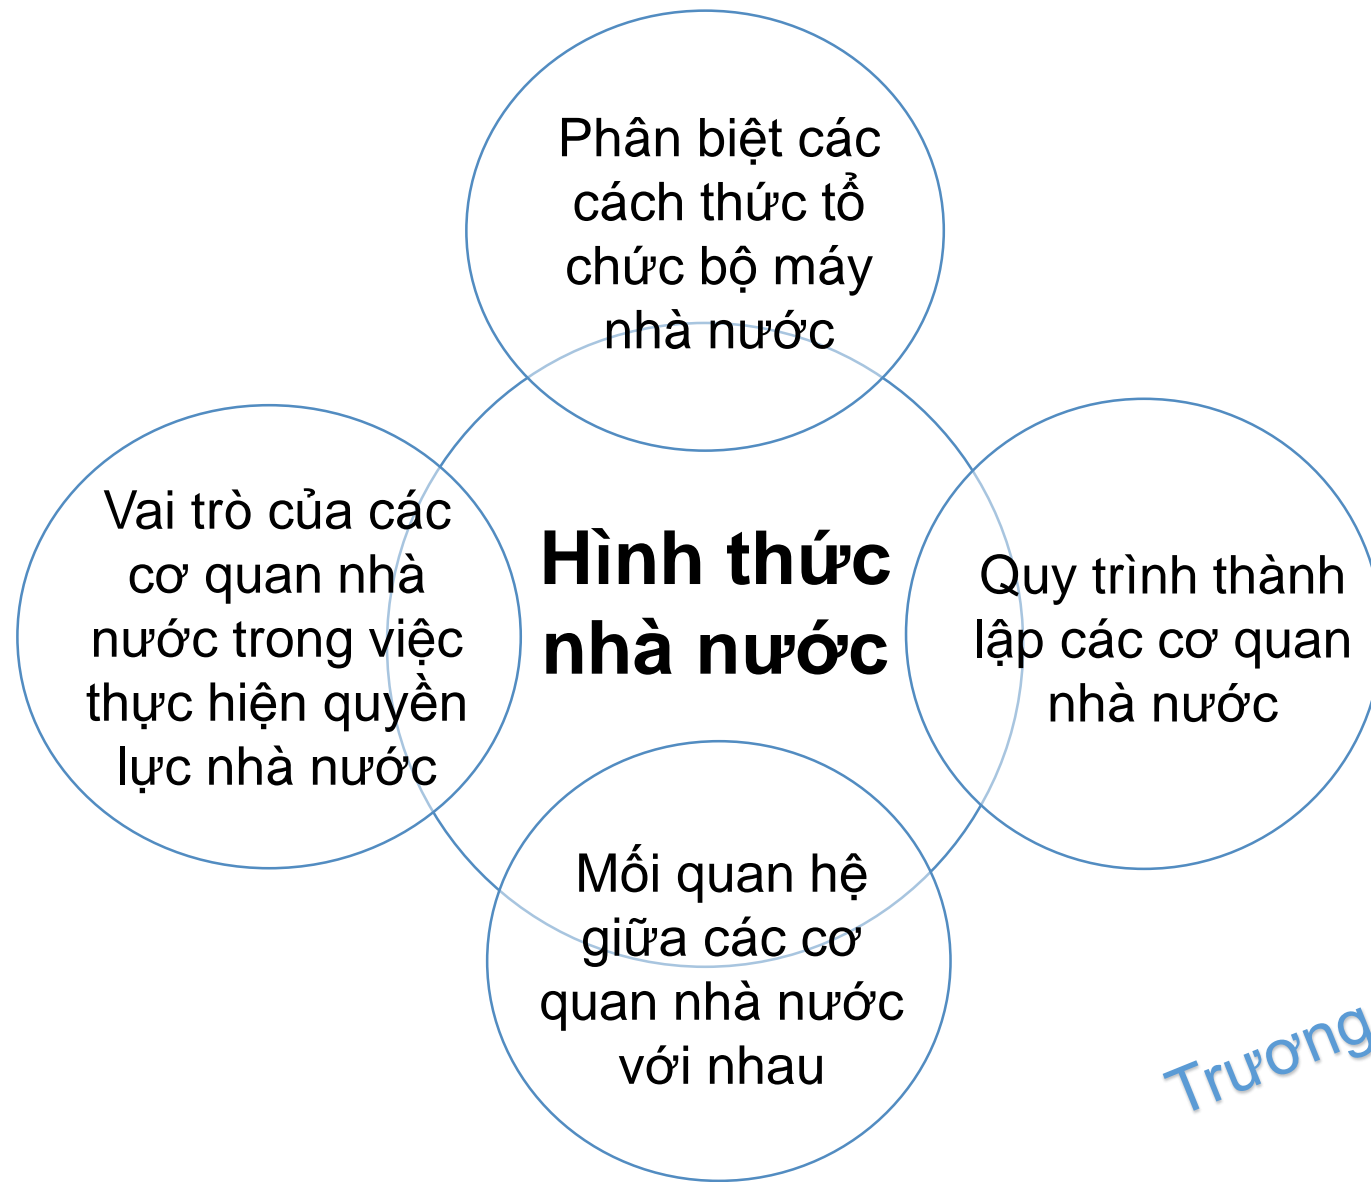 Phân biệt các
cách thức tổ
chức bộ máy
nhà nước
Vai trò của các
cơ quan nhà
nước trong việc
thực hiện quyền
lực nhà nước
Hình thức
nhà nước
Quy trình thành
lập các cơ quan
nhà nước
Mối quan hệ
giữa các cơ
quan nhà nước
với nhau
Trương